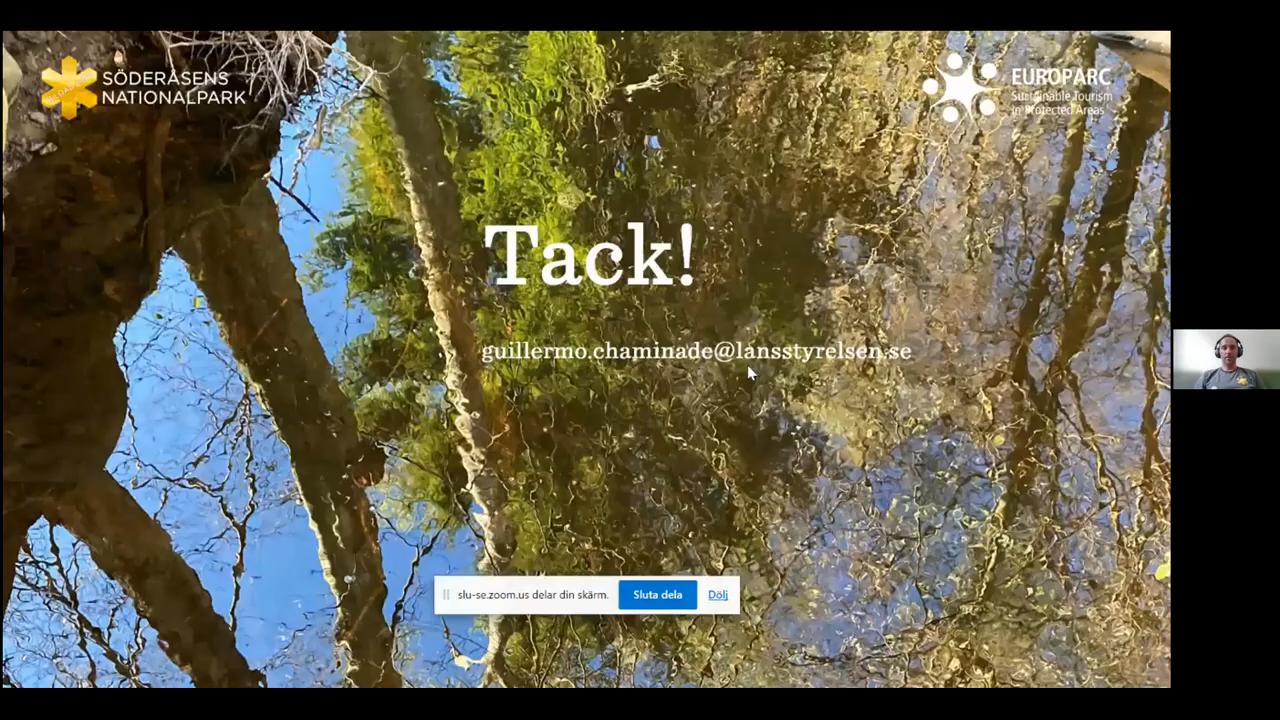 SÖDERÅSENS
NATIONALPARK
EUROPARC
Sustainable Tourism
in Protected Areas
Tack!
guillermo.chaminade@lansstyrelsen.se
slu-se.zoom.us delar din skärm.
Sluta dela
Dölj